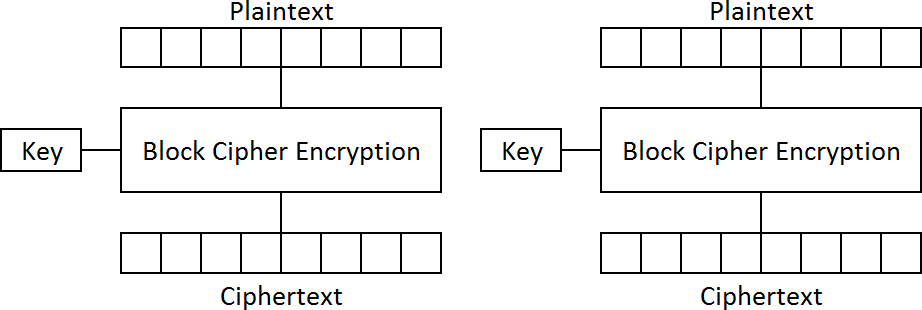 Plaintext
Plaintext
Key
Block Cipher Encryption
Key
Block Cipher Encryption
Ciphertext
Ciphertext